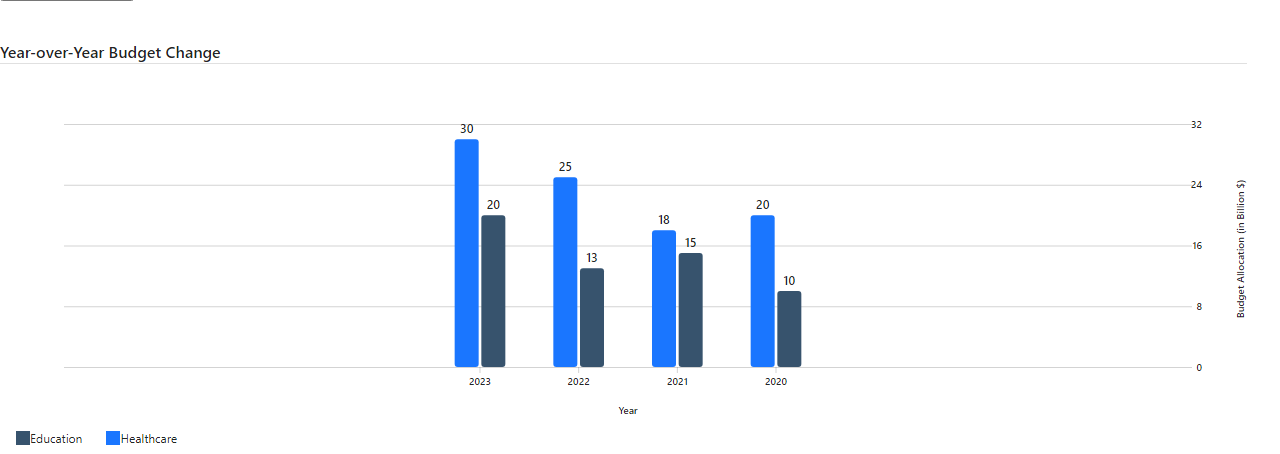 Year-over-Year Budget Change
32
30
25
24
20
20
18
16
15
13
10
8
0
Budget Allocation (in Billion $)
2023 2022 2021 2020
Year
Education Healthcare